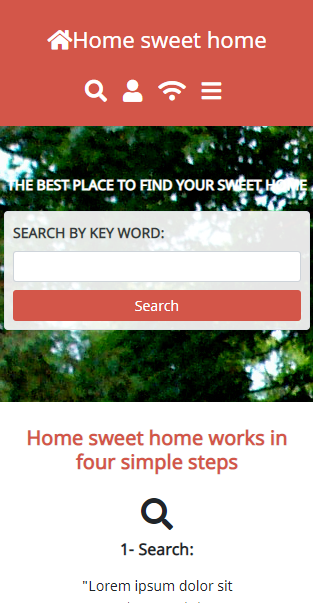 Home sweet home
THE BEST PLACE TO FIND YOUR SWEET HOME
SEARCH BY KEY WORD:
Search
Home sweet home works in
four simple steps
1- Search:
"Lorem ipsum dolor sit